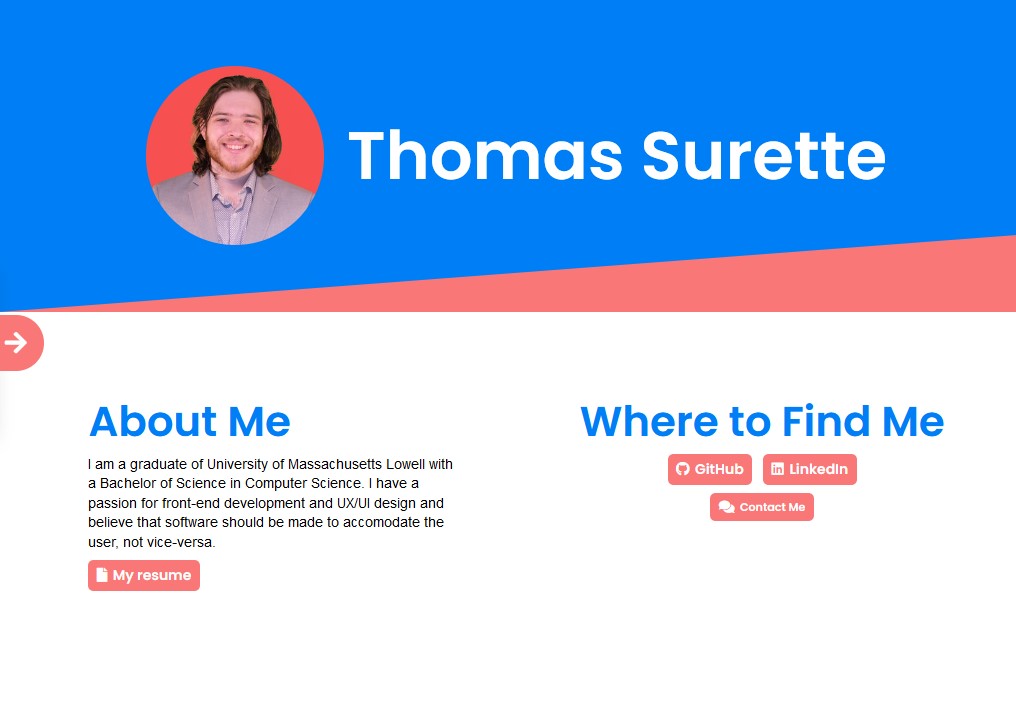 Thomas Surette
About Me
I am a graduate of University of Massachusetts Lowell with
a Bachelor of Science in Computer Science. I have a
passion for front-end development and UX/UI design and
believe that software should be made to accomodate the
user, not vice-versa.
My resume
Where to Find Me
GitHub
LinkedIn
Contact Me